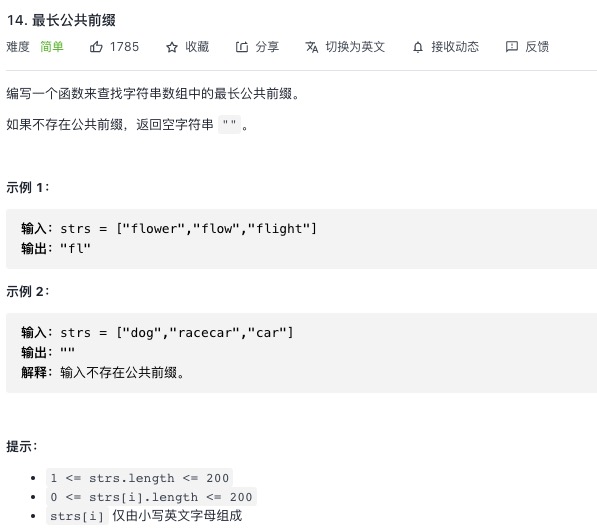 14. 最长公共前缀
难度 简单 1785 收藏 分享 切换为英文 接收动态 反馈
编写一个函数来查找字符串数组中的最长公共前缀。
如果不存在公共前缀，返回空字符串 ""。
示例 1：
输入：strs = ["flower","flow","flight"]
输出："fl"
示例 2：
输入：strs = ["dog","racecar","car"]
输出：""
解释：输入不存在公共前缀。
提示：
1 <= strs.length <= 200
0 <= strs[i].length <= 200
strs[i] 仅由小写英文字母组成